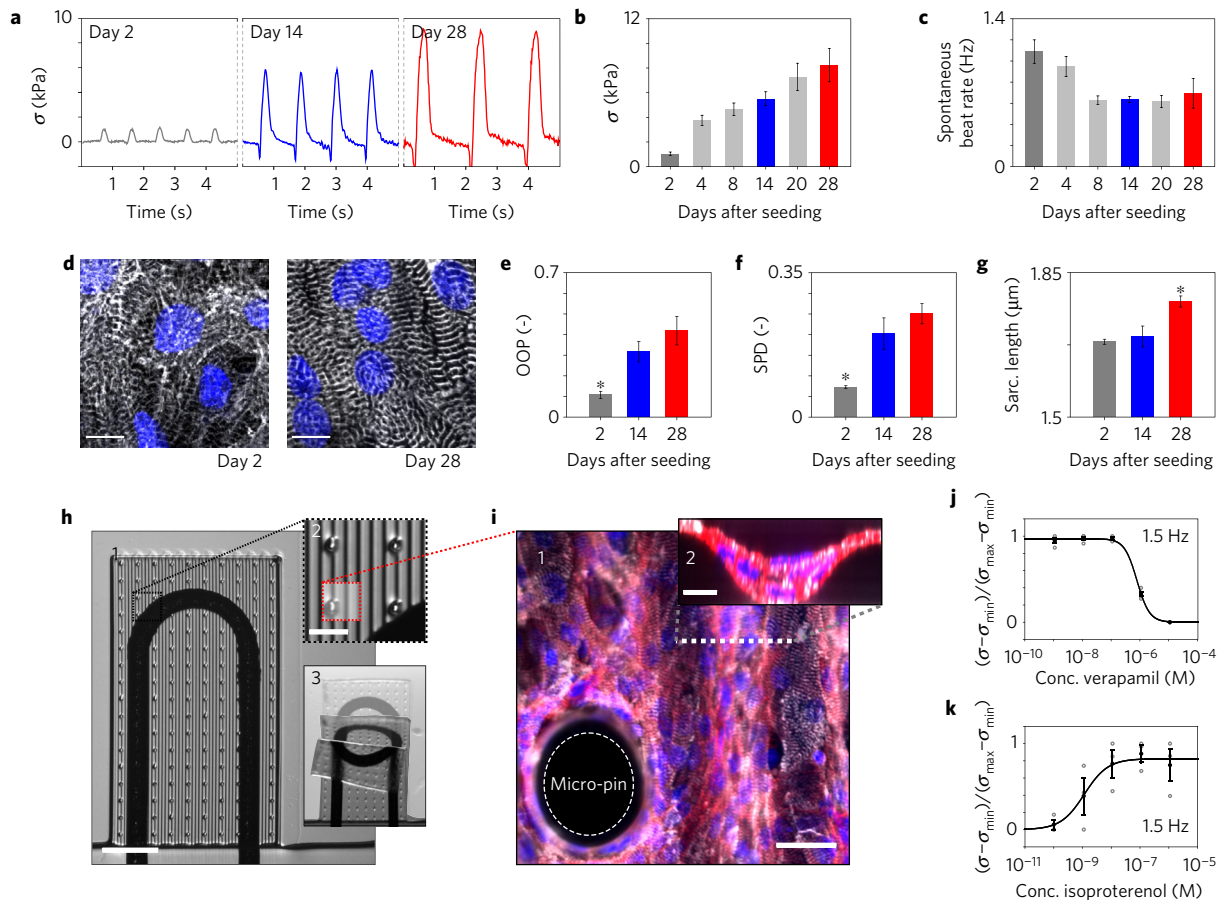 a
10
0
σ (kPa)
Day 2
Day 14
Day 28
1 2 3 4
1 2 3 4
1 2 3 4
Time (s)
Time (s)
Time (s)
b
12
0
σ (kPa)
2 4 8 14 20 28
Days after seeding
c
1.4
0
Spontaneous
beat rate (Hz)
2 4 8 14 20 28
Days after seeding
d
Day 2
Day 28
e
0.7
0
OOP (-)
*
2 14 28
Days after seeding
f
0.35
0
SPD (-)
*
2 14 28
Days after seeding
g
1.85
1.5
Sarc. length (μm)
*
2 14 28
Days after seeding
h
1
2
3
i
1
2
Micro-pin
j
(σ−σmin)/(σmax−σmin)
1
0
1.5 Hz
10⁻¹⁰ 10⁻⁸ 10⁻⁶ 10⁻⁴
Conc. verapamil (M)
k
(σ−σmin)/(σmax−σmin)
1
0
1.5 Hz
10⁻¹¹ 10⁻⁹ 10⁻⁷ 10⁻⁵
Conc. isoproterenol (M)